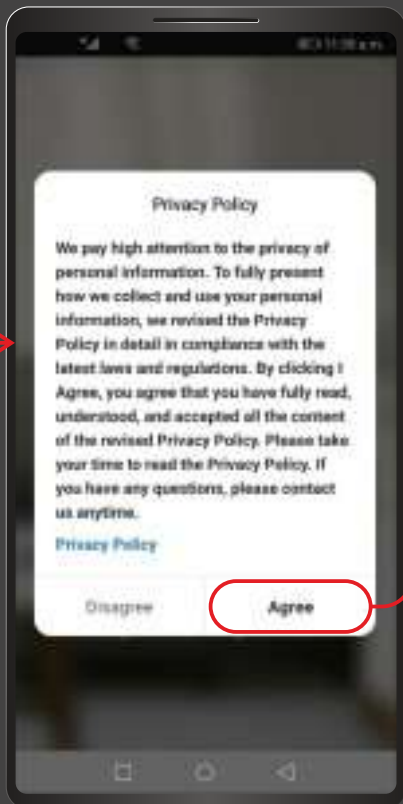 11:28 a.m.
Privacy Policy
We pay high attention to the privacy of
personal information. To fully present
how we collect and use your personal
information, we revised the Privacy
Policy in detail in compliance with the
latest laws and regulations. By clicking I
Agree, you agree that you have fully read,
understood, and accepted all the content
of the revised Privacy Policy. Please take
your time to read the Privacy Policy. If
you have any questions, please contact
us anytime.
Privacy Policy
Disagree
Agree